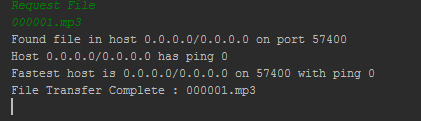 Request File
000001.mp3
Found file in host 0.0.0.0/0.0.0.0 on port 57400
Host 0.0.0.0/0.0.0.0 has ping 0
Fastest host is 0.0.0.0/0.0.0.0 on 57400 with ping 0
File Transfer Complete : 000001.mp3